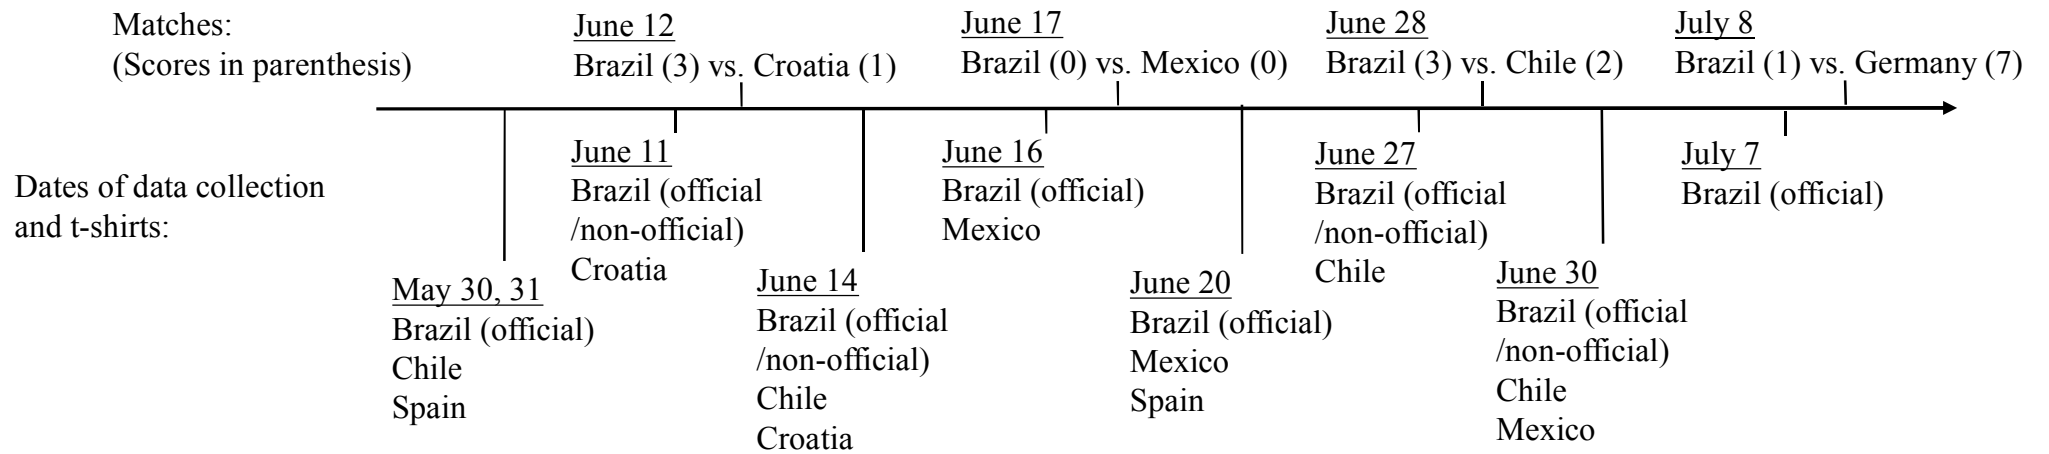 Matches:
(Scores in parenthesis)
June 12
Brazil (3) vs. Croatia (1)
June 17
Brazil (0) vs. Mexico (0)
June 28
Brazil (3) vs. Chile (2)
July 8
Brazil (1) vs. Germany (7)
Dates of data collection
and t-shirts:
May 30, 31
Brazil (official)
Chile
Spain
June 11
Brazil (official
/non-official)
Croatia
June 14
Brazil (official
/non-official)
Chile
Croatia
June 16
Brazil (official)
Mexico
June 20
Brazil (official)
Mexico
Spain
June 27
Brazil (official
/non-official)
Chile
June 30
Brazil (official
/non-official)
Chile
Mexico
July 7
Brazil (official)